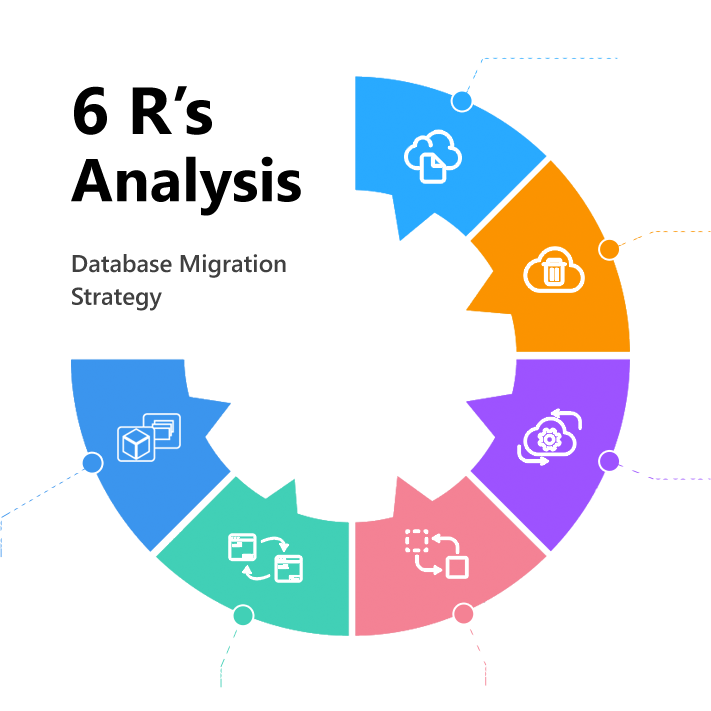 6 R’s
Analysis
Database Migration
Strategy